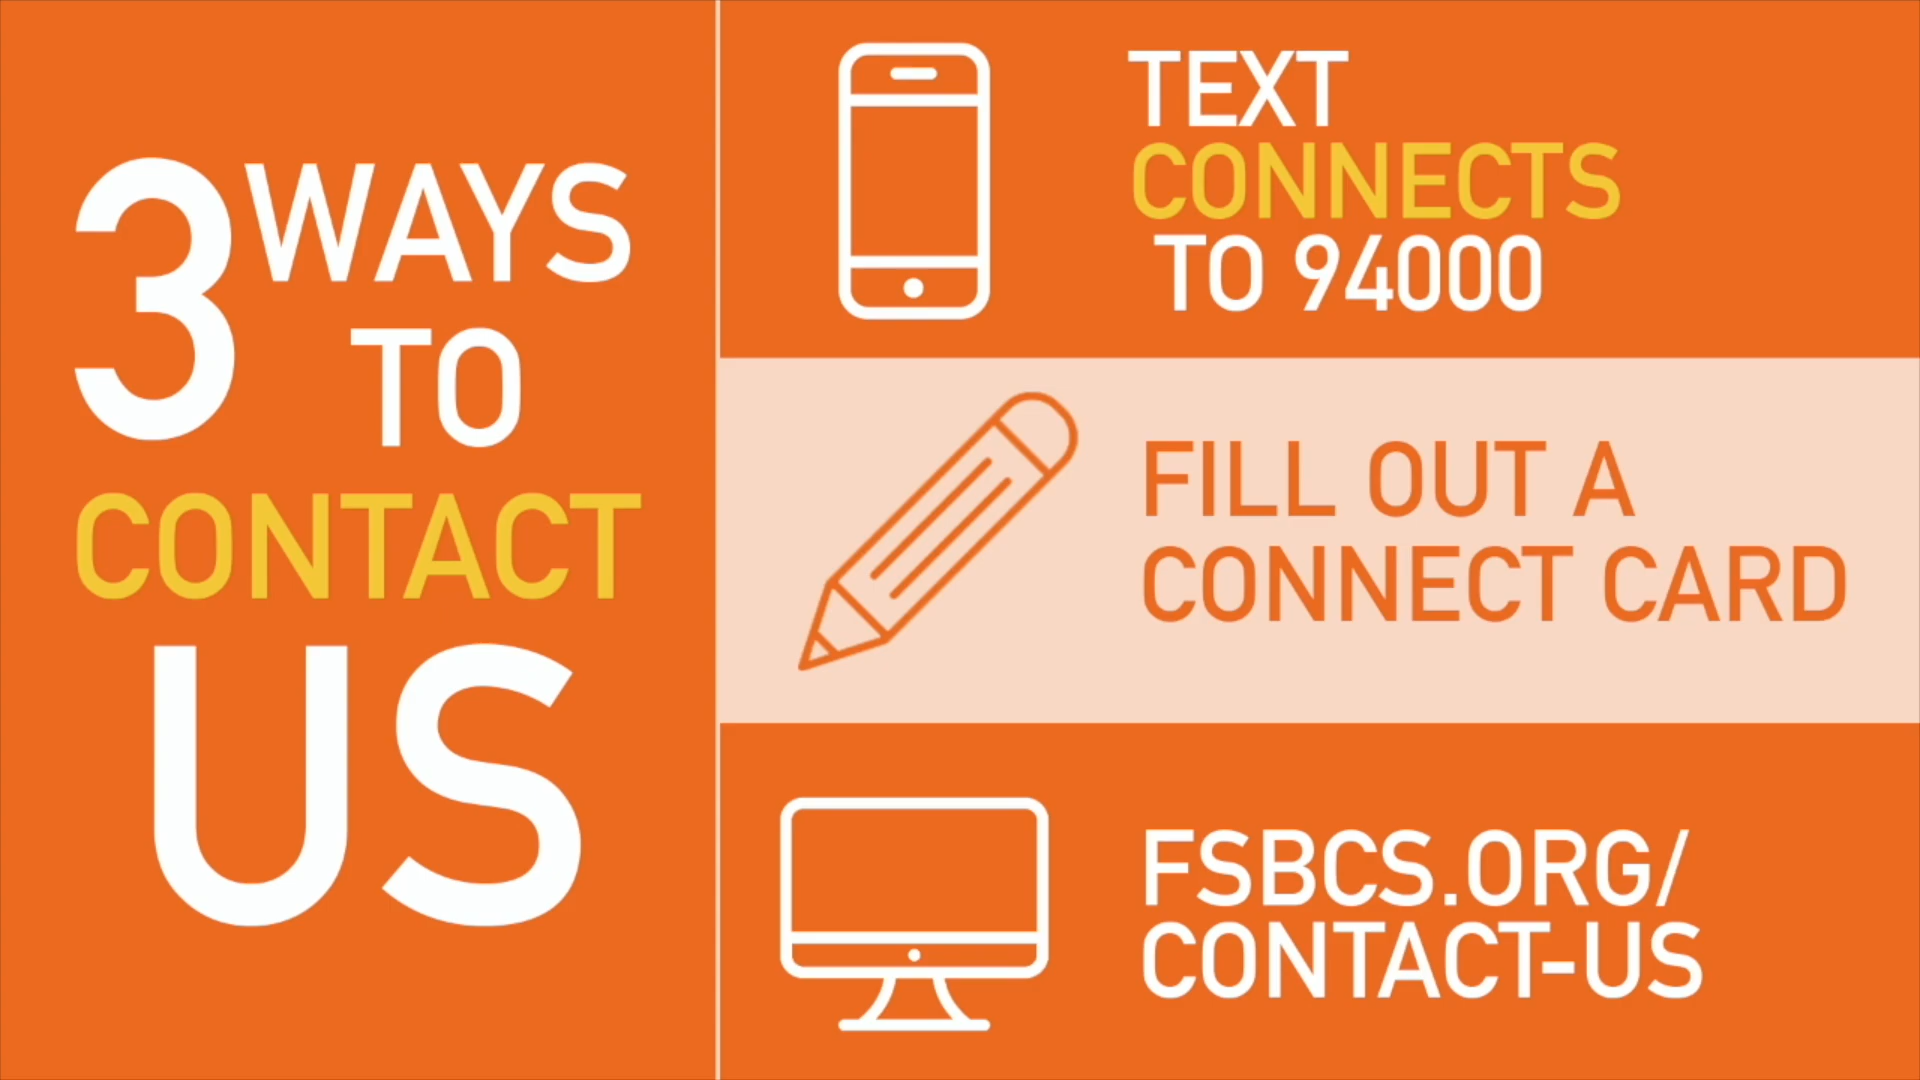 3 WAYS
TO
CONTACT
US
TEXT
CONNECTS
TO 94000
FILL OUT A
CONNECT CARD
FSBCS.ORG/
CONTACT-US